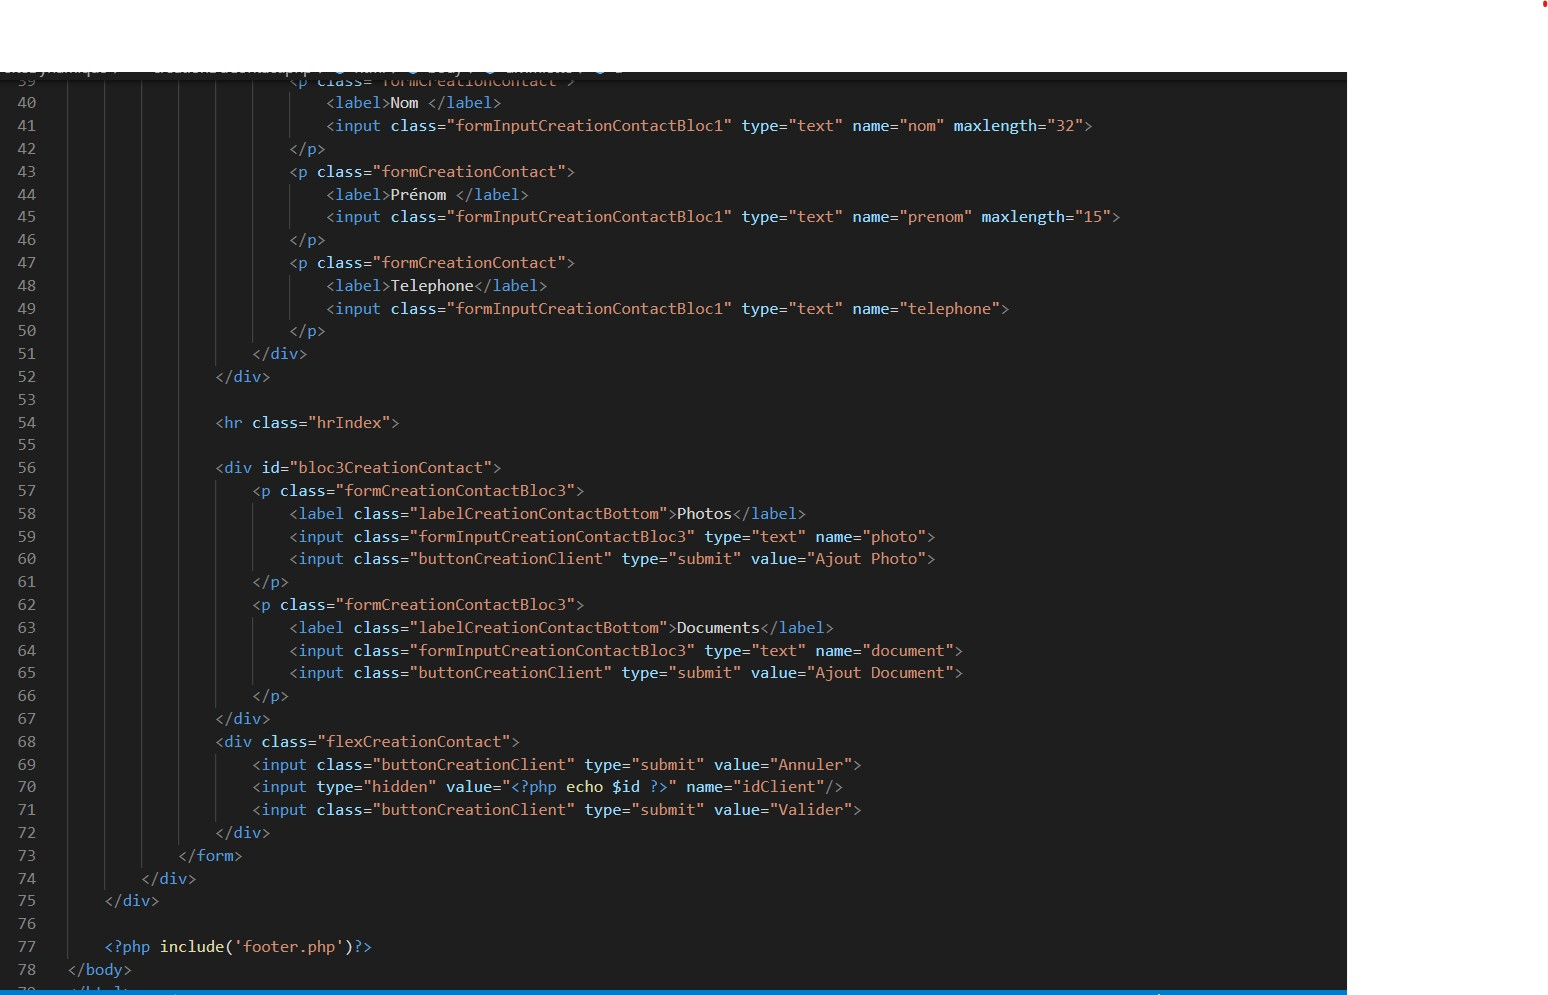 39 <p class="formCreationContact">
40 <label>Nom </label>
41 <input class="formInputCreationContactBloc1" type="text" name="nom" maxlength="32">
42 </p>
43 <p class="formCreationContact">
44 <label>Prénom </label>
45 <input class="formInputCreationContactBloc1" type="text" name="prenom" maxlength="15">
46 </p>
47 <p class="formCreationContact">
48 <label>Telephone</label>
49 <input class="formInputCreationContactBloc1" type="text" name="telephone">
50 </p>
51 </div>
52 </div>
53
54 <hr class="hrIndex">
55
56 <div id="bloc3CreationContact">
57 <p class="formCreationContactBloc3">
58 <label class="labelCreationContactBottom">Photos</label>
59 <input class="formInputCreationContactBloc3" type="text" name="photo">
60 <input class="buttonCreationClient" type="submit" value="Ajout Photo">
61 </p>
62 <p class="formCreationContactBloc3">
63 <label class="labelCreationContactBottom">Documents</label>
64 <input class="formInputCreationContactBloc3" type="text" name="document">
65 <input class="buttonCreationClient" type="submit" value="Ajout Document">
66 </p>
67 </div>
68 <div class="flexCreationContact">
69 <input class="buttonCreationClient" type="submit" value="Annuler">
70 <input type="hidden" value="<?php echo $id ?>" name="idClient"/>
71 <input class="buttonCreationClient" type="submit" value="Valider">
72 </div>
73 </form>
74 </div>
75 </div>
76
77 <?php include('footer.php')?>
78 </body>
79 </html>